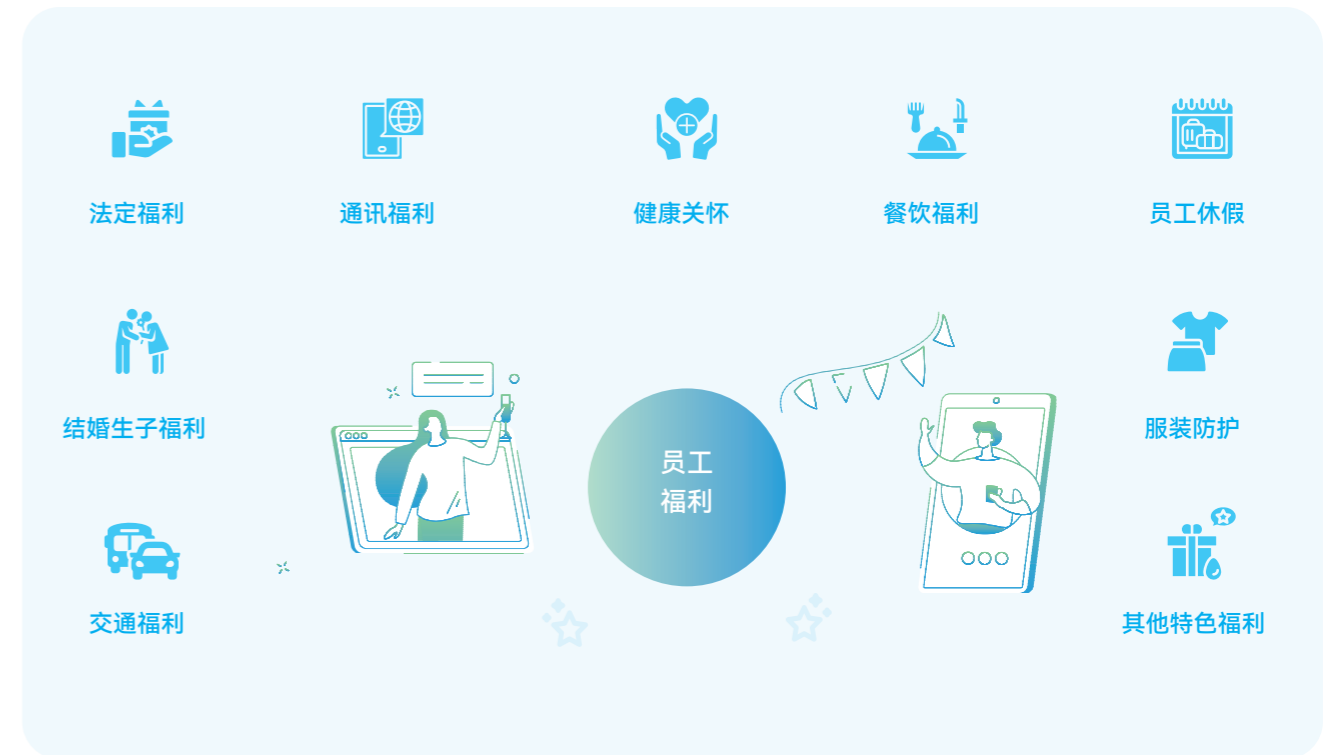 法定福利
通讯福利
健康关怀
餐饮福利
员工休假
结婚生子福利
员工
福利
服装防护
交通福利
其他特色福利